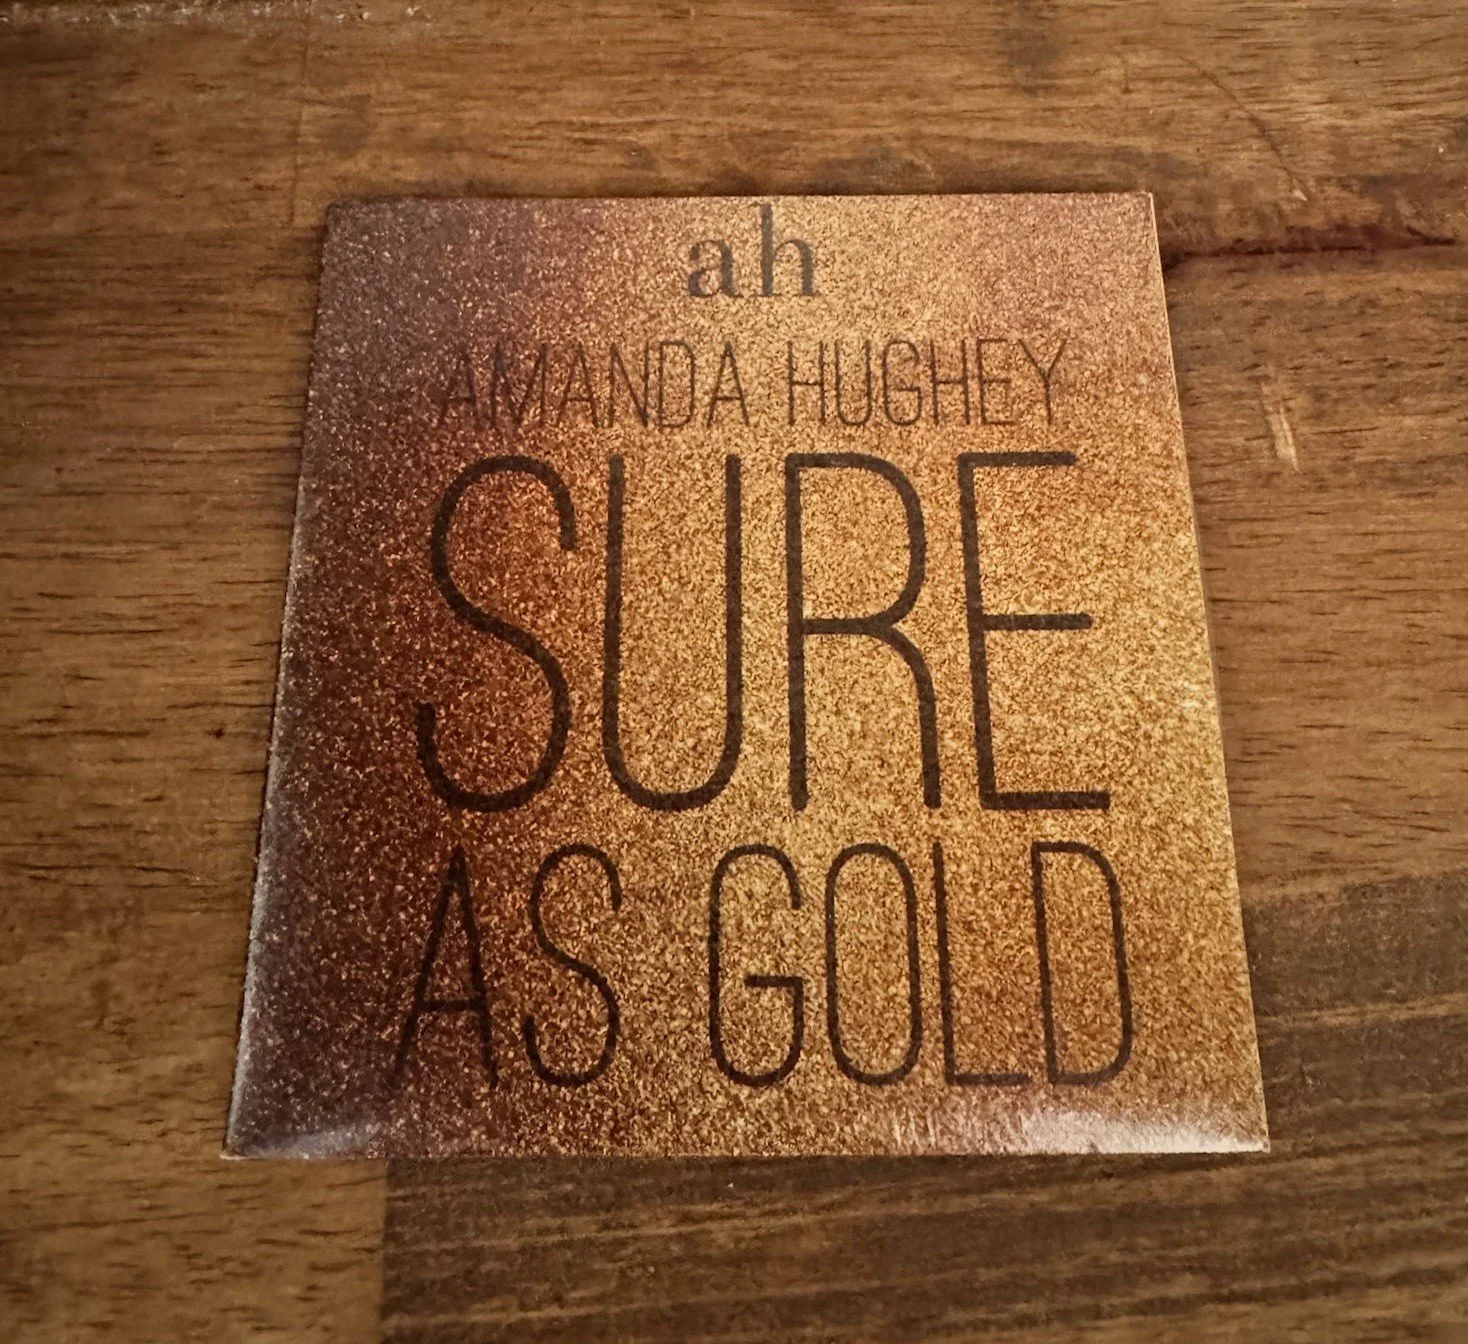 ah
AMANDA HUGHEY
SURE
AS GOLD